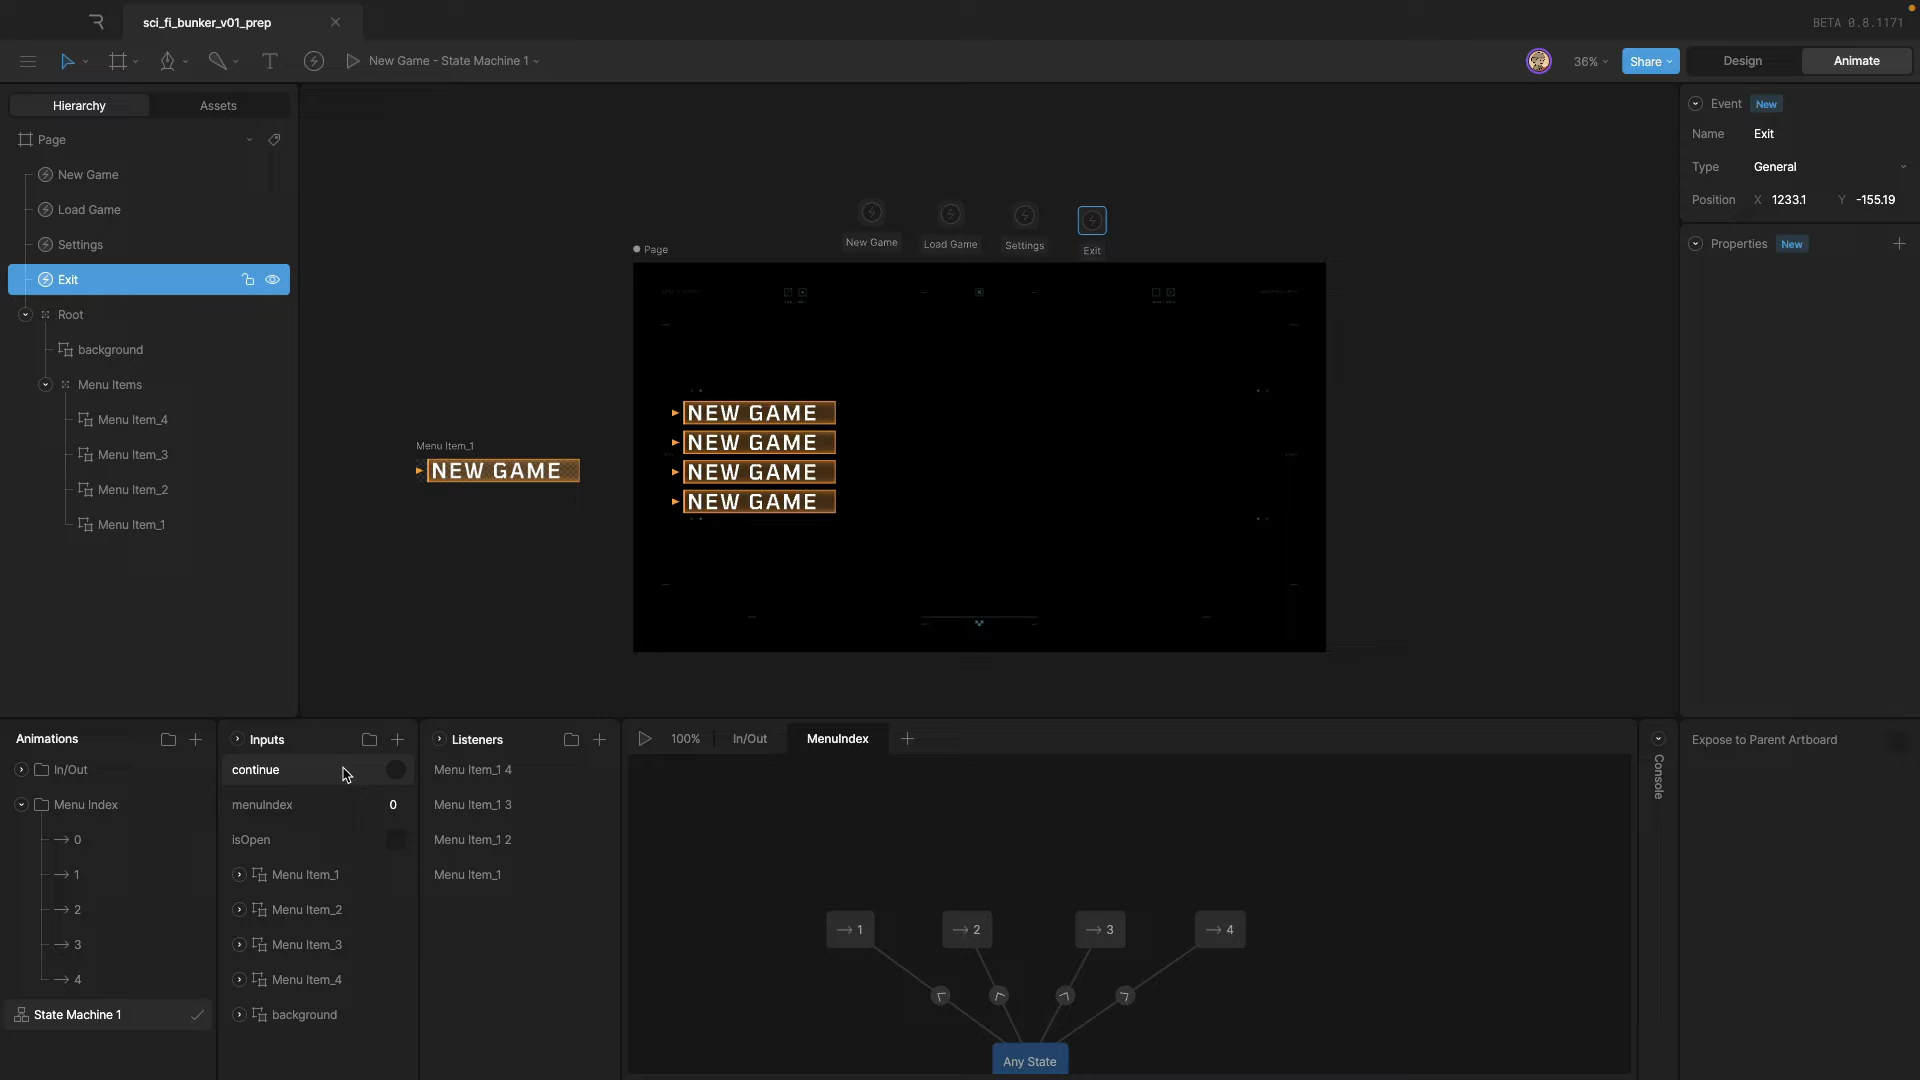 sci_fi_bunker_v01_prep
BETA 0.8.1171
New Game - State Machine 1
36%
Share
Design
Animate
Hierarchy
Assets
Page
New Game
Load Game
Settings
Exit
Root
background
Menu Items
Menu Item_4
Menu Item_3
Menu Item_2
Menu Item_1
New Game
Load Game
Settings
Exit
Page
NEW GAME
NEW GAME
NEW GAME
NEW GAME
Menu Item_1
NEW GAME
Event New
Name Exit
Type General
Position X 1233.1 Y -155.19
Properties New
Animations
In/Out
Menu Index
0
1
2
3
4
State Machine 1
Inputs
continue
menuIndex 0
isOpen
Menu Item_1
Menu Item_2
Menu Item_3
Menu Item_4
background
Listeners
Menu Item_1 4
Menu Item_1 3
Menu Item_1 2
Menu Item_1
100%
In/Out
MenuIndex
1
2
3
4
Any State
Console
Expose to Parent Artboard